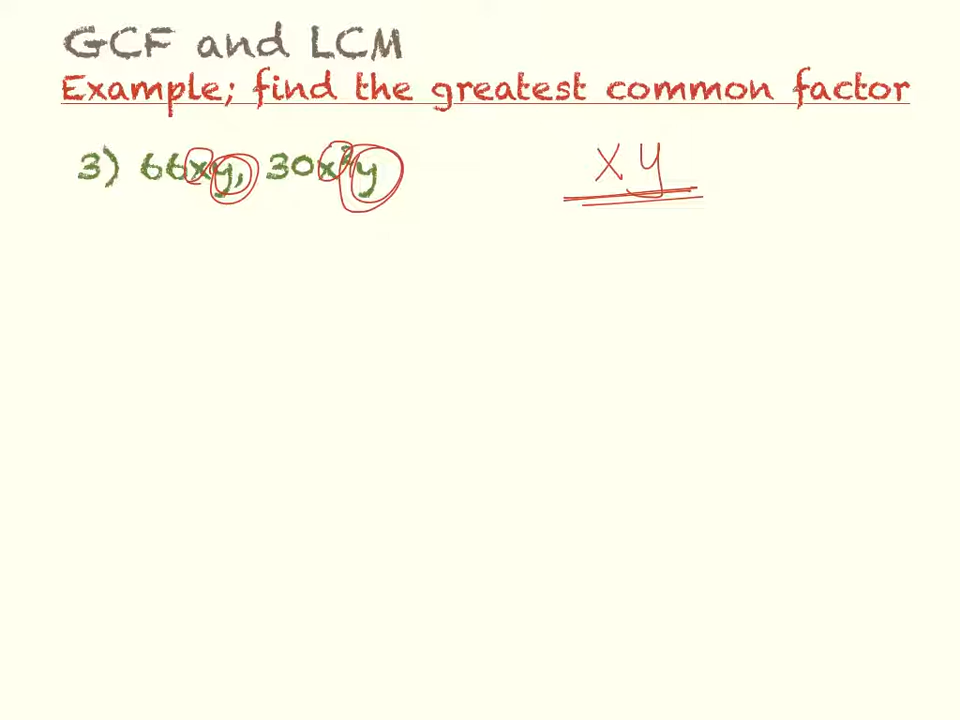 GCF and LCM
Example; find the greatest common factor
3) 66xy, 30x²y
xy